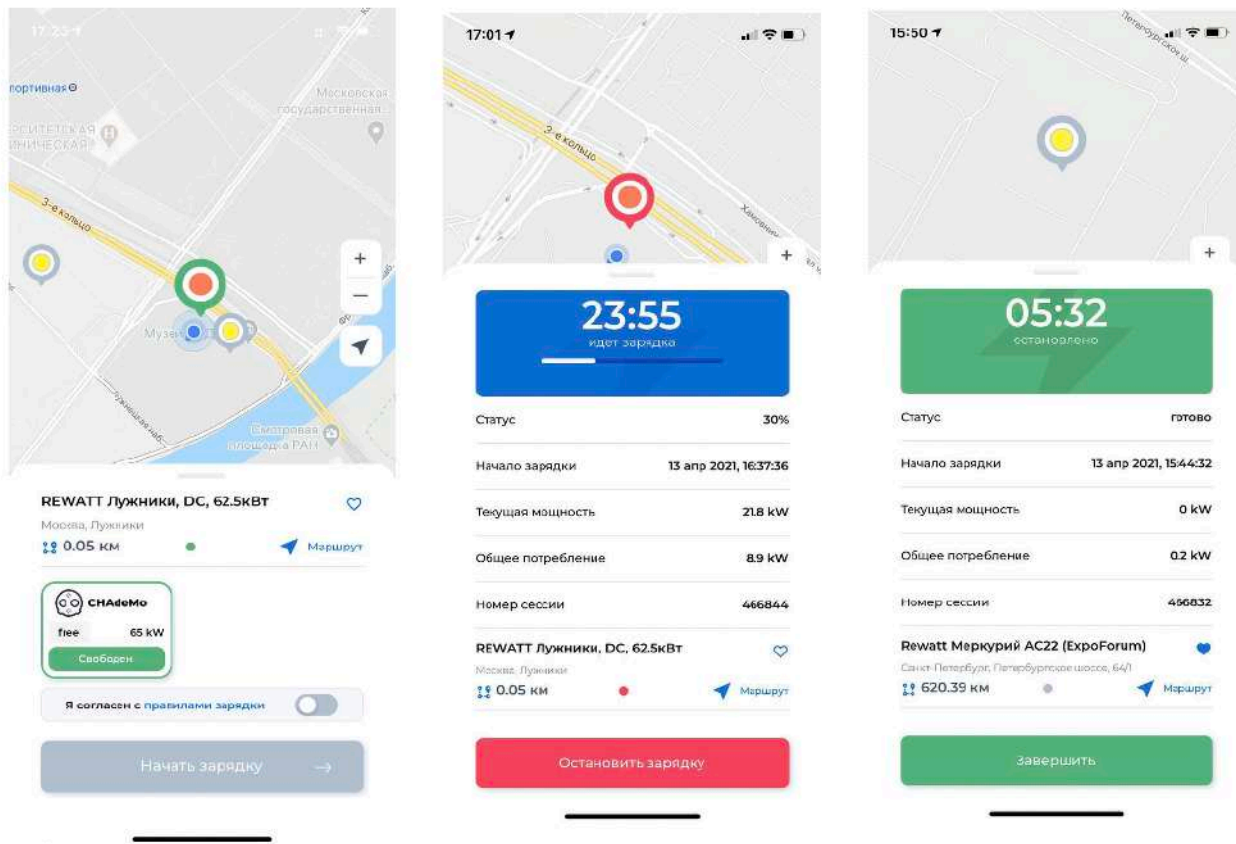 17:23
портивная
Московская
государственная
3-е кольцо
+
−
Смотровая
площадка РАН
REWATT Лужники, DC, 62.5кВт
Москва, Лужники
0.05 км
Маршрут
CHAdeMo
free 65 kW
Свободен
Я согласен с правилами зарядки
Начать зарядку →
17:01
3-е кольцо
+
23:55
идет зарядка
Статус 30%
Начало зарядки 13 апр 2021, 16:37:36
Текущая мощность 21.8 kW
Общее потребление 8.9 kW
Номер сессии 466844
REWATT Лужники, DC, 62.5кВт
Москва, Лужники
0.05 км
Маршрут
Остановить зарядку
15:50
Петербургское ш.
+
05:32
остановлено
Статус готово
Начало зарядки 13 апр 2021, 15:44:32
Текущая мощность 0 kW
Общее потребление 0.2 kW
Номер сессии 466832
Rewatt Меркурий AC22 (ExpoForum)
Санкт-Петербург, Петербургское шоссе, 64/1
620.39 км
Маршрут
Завершить